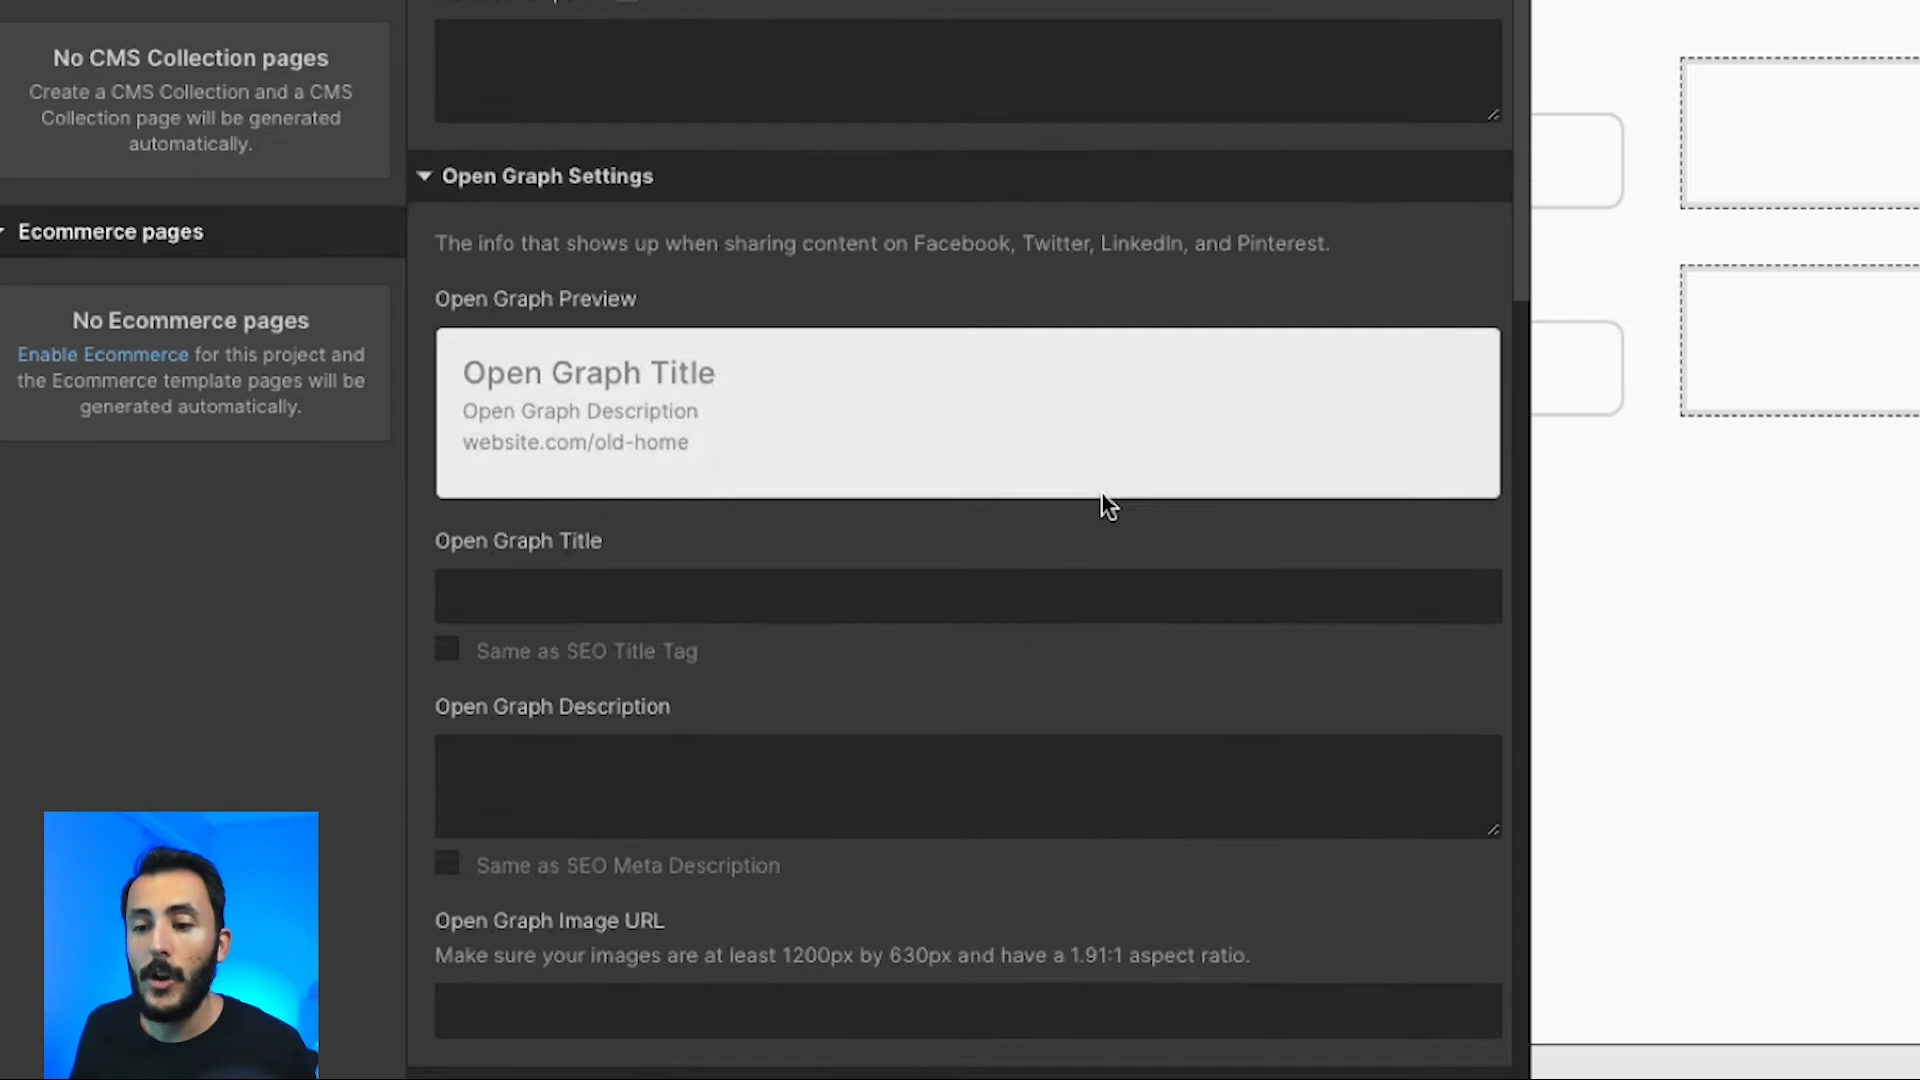 No CMS Collection pages
Create a CMS Collection and a CMS
Collection page will be generated
automatically.
Ecommerce pages
No Ecommerce pages
Enable Ecommerce for this project and
the Ecommerce template pages will be
generated automatically.
Open Graph Settings
The info that shows up when sharing content on Facebook, Twitter, LinkedIn, and Pinterest.
Open Graph Preview
Open Graph Title
Open Graph Description
website.com/old-home
Open Graph Title
Same as SEO Title Tag
Open Graph Description
Same as SEO Meta Description
Open Graph Image URL
Make sure your images are at least 1200px by 630px and have a 1.91:1 aspect ratio.